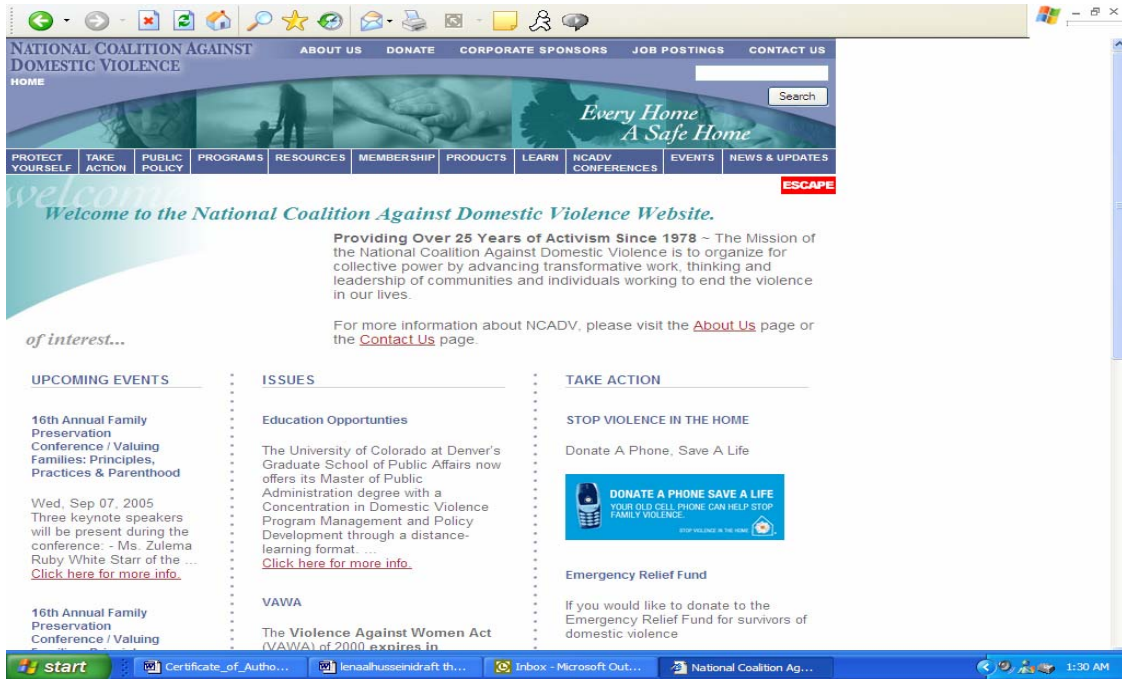 NATIONAL COALITION AGAINST
DOMESTIC VIOLENCE
HOME
ABOUT US DONATE CORPORATE SPONSORS JOB POSTINGS CONTACT US
Search
Every Home
A Safe Home
PROTECT YOURSELF TAKE ACTION PUBLIC POLICY PROGRAMS RESOURCES MEMBERSHIP PRODUCTS LEARN NCADV CONFERENCES EVENTS NEWS & UPDATES
ESCAPE
welcome
Welcome to the National Coalition Against Domestic Violence Website.
Providing Over 25 Years of Activism Since 1978 ~ The Mission of
the National Coalition Against Domestic Violence is to organize for
collective power by advancing transformative work, thinking and
leadership of communities and individuals working to end the violence
in our lives.
For more information about NCADV, please visit the About Us page or
the Contact Us page.
of interest...
UPCOMING EVENTS
16th Annual Family
Preservation
Conference / Valuing
Families: Principles,
Practices & Parenthood
Wed, Sep 07, 2005
Three keynote speakers
will be present during the
conference: - Ms. Zulema
Ruby White Starr of the ...
Click here for more info.
16th Annual Family
Preservation
Conference / Valuing
ISSUES
Education Opportunties
The University of Colorado at Denver's
Graduate School of Public Affairs now
offers its Master of Public
Administration degree with a
Concentration in Domestic Violence
Program Management and Policy
Development through a distance-
learning format. ...
Click here for more info.
VAWA
The Violence Against Women Act
(VAWA) of 2000 expires in
TAKE ACTION
STOP VIOLENCE IN THE HOME
Donate A Phone, Save A Life
DONATE A PHONE SAVE A LIFE
YOUR OLD CELL PHONE CAN HELP STOP
FAMILY VIOLENCE.
STOP VIOLENCE IN THE HOME
Emergency Relief Fund
If you would like to donate to the
Emergency Relief Fund for survivors of
domestic violence
start Certificate_of_Autho... lenaalhusseinidraft th... Inbox - Microsoft Out... National Coalition Ag... 1:30 AM